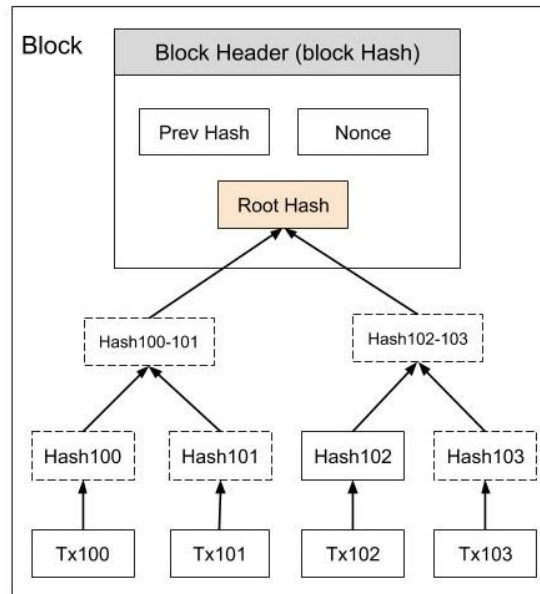 Block
Block Header (block Hash)
Prev Hash
Nonce
Root Hash
Hash100-101
Hash102-103
Hash100
Hash101
Hash102
Hash103
Tx100
Tx101
Tx102
Tx103